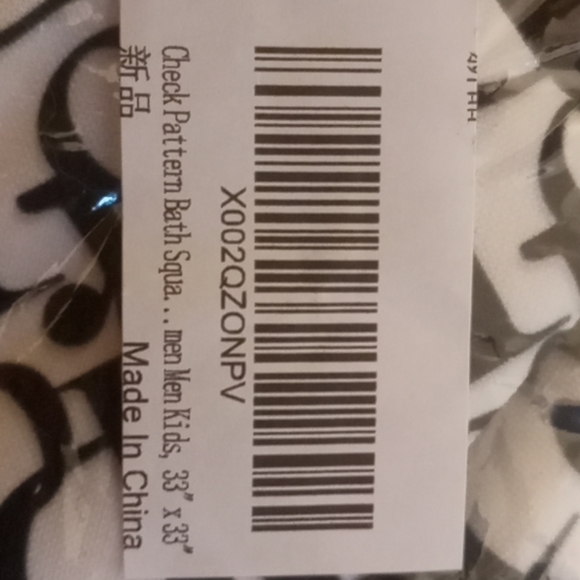 X002QZONPV
Check Pattern Bath Squa... men Men Kids, 33" x 33"
新品
Made In China